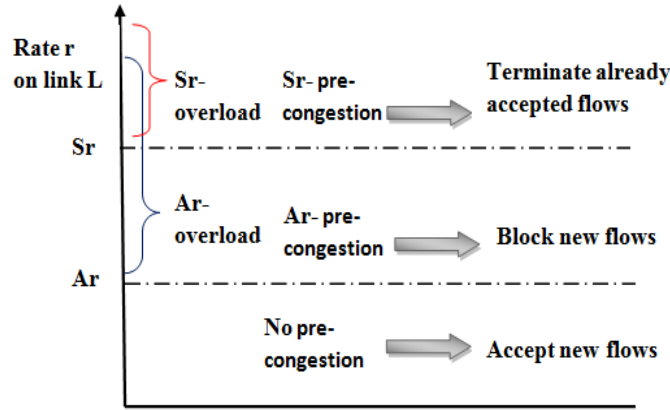 Rate r
on link L
Sr-
overload
Sr- pre-
congestion
Terminate already
accepted flows
Sr
Ar-
overload
Ar- pre-
congestion
Block new flows
Ar
No pre-
congestion
Accept new flows